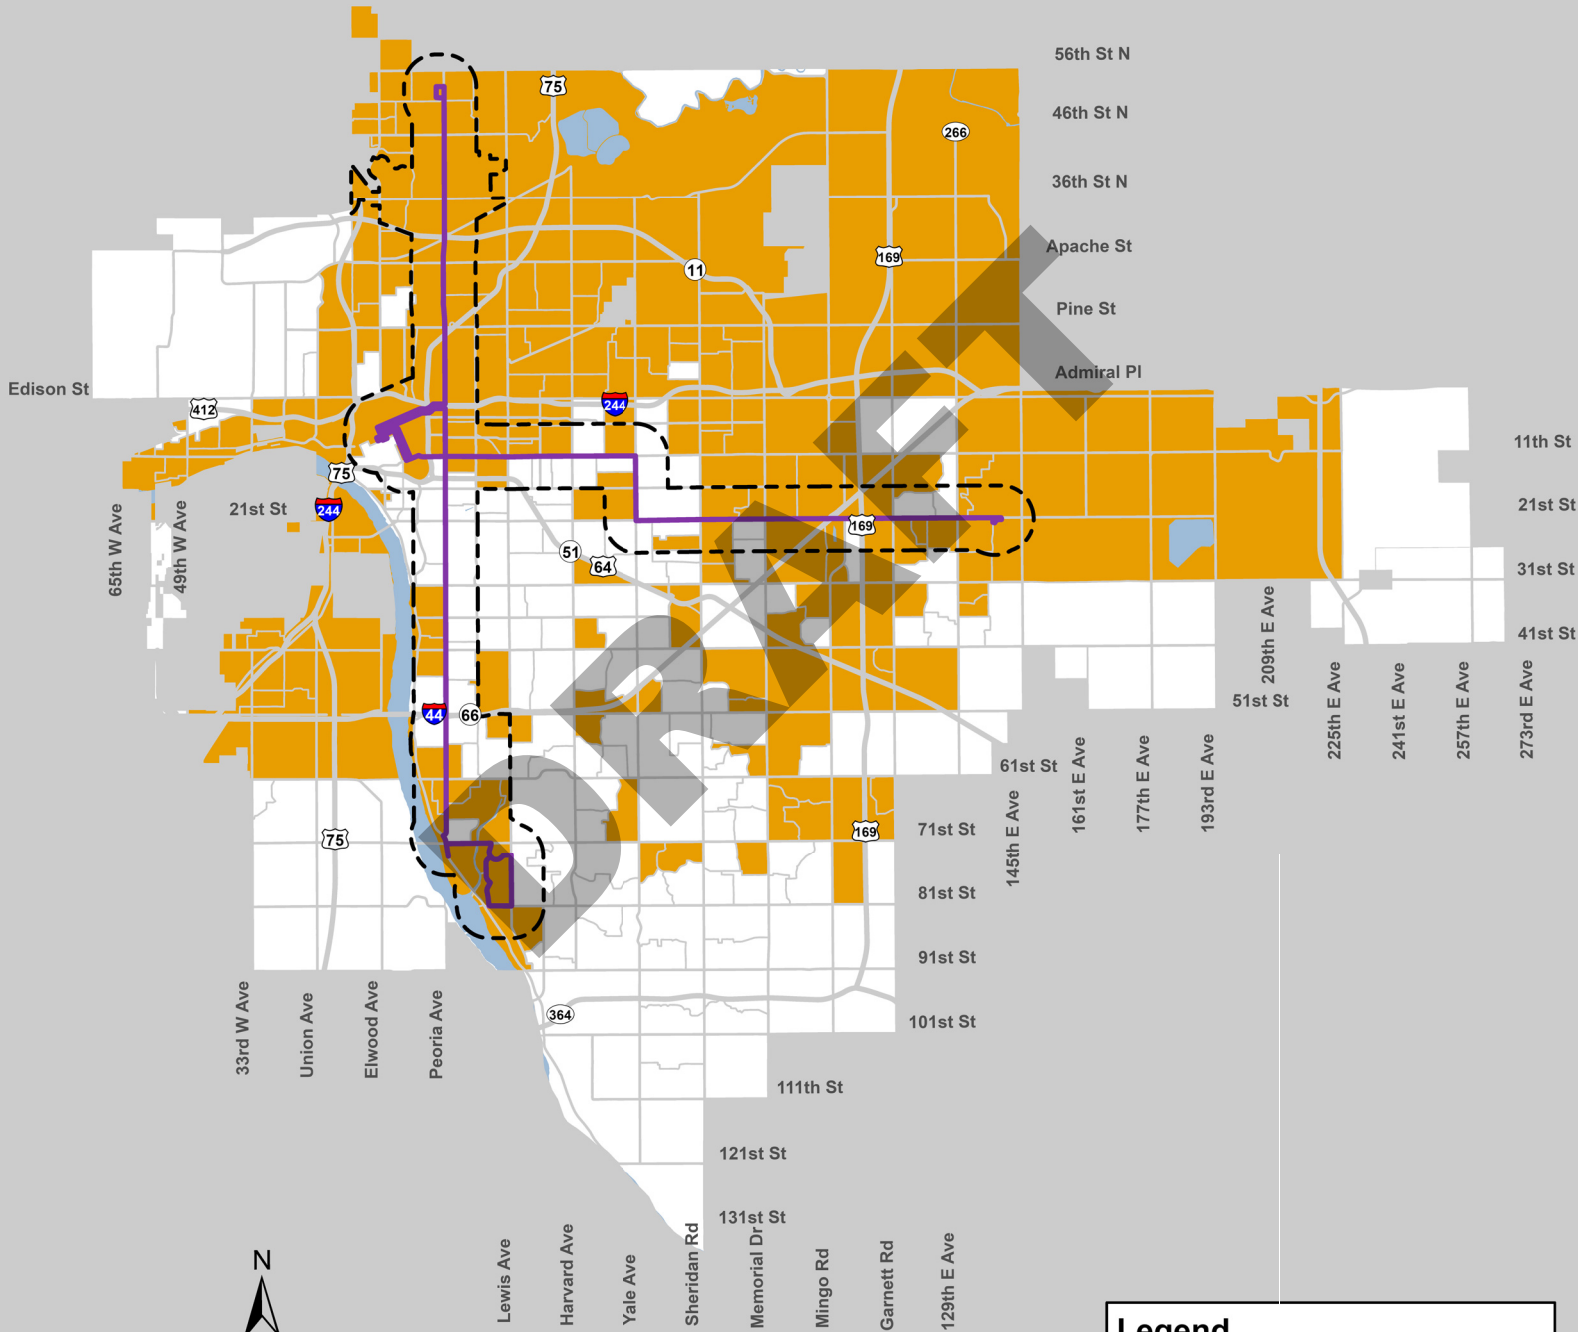 56th St N
75
46th St N
266
36th St N
Apache St
169
11
Pine St
Admiral Pl
Edison St
412
244
11th St
75
21st St
244
21st St
169
65th W Ave
49th W Ave
51
64
31st St
209th E Ave
41st St
51st St
44
66
225th E Ave
241st E Ave
257th E Ave
273rd E Ave
61st St
161st E Ave
177th E Ave
193rd E Ave
145th E Ave
71st St
75
169
81st St
91st St
33rd W Ave
Union Ave
Elwood Ave
Peoria Ave
364
101st St
111th St
121st St
131st St
N
Lewis Ave
Harvard Ave
Yale Ave
Sheridan Rd
Memorial Dr
Mingo Rd
Garnett Rd
129th E Ave
DRAFT
Legend